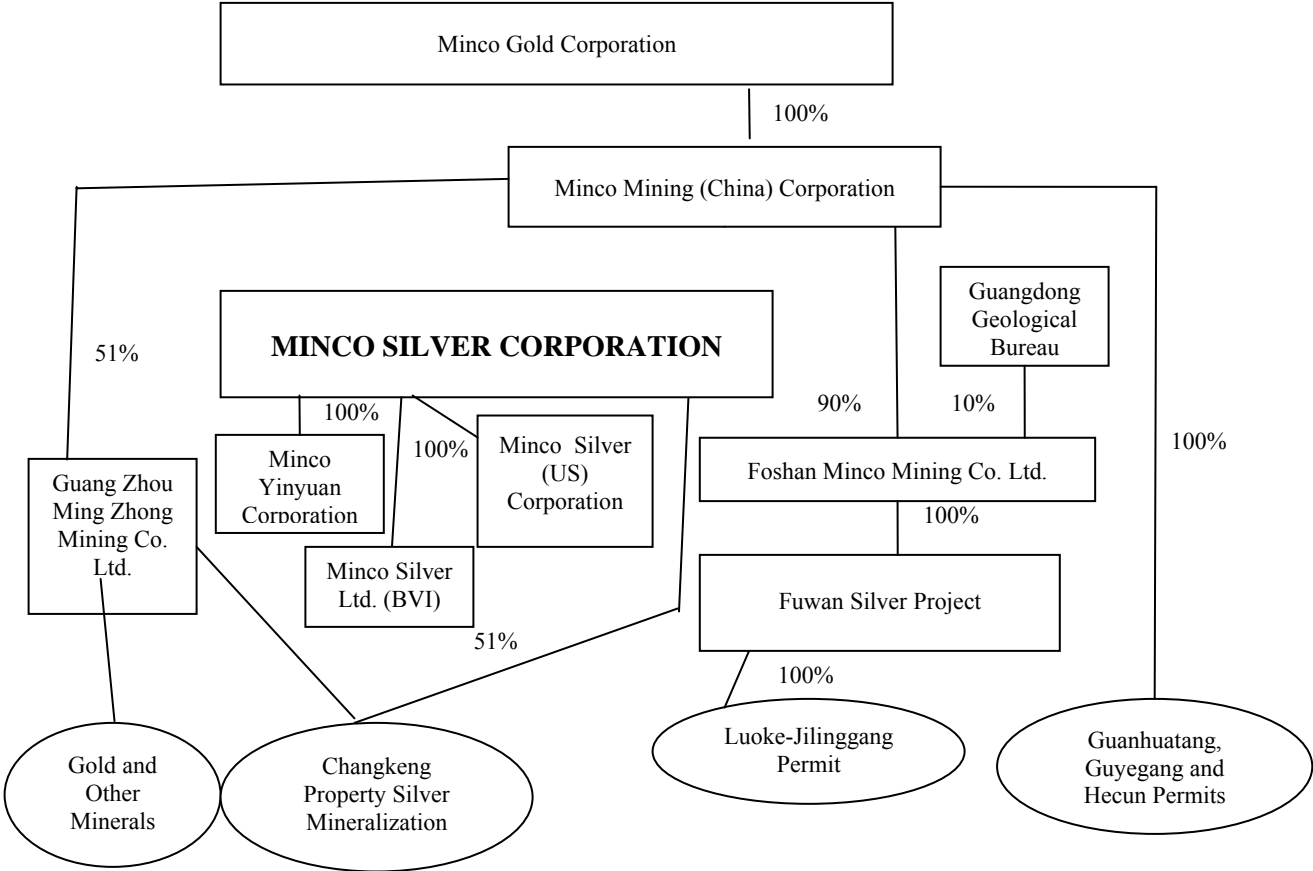 Minco Gold Corporation
100%
Minco Mining (China) Corporation
Guangdong
Geological
Bureau
MINCO SILVER CORPORATION
51%
100%
90%
10%
100%
100%
Minco
Yinyuan
Corporation
Minco Silver
(US)
Corporation
Foshan Minco Mining Co. Ltd.
Guang Zhou
Ming Zhong
Mining Co.
Ltd.
100%
Minco Silver
Ltd. (BVI)
Fuwan Silver Project
51%
100%
Gold and
Other
Minerals
Changkeng
Property Silver
Mineralization
Luoke-Jilinggang
Permit
Guanhuatang,
Guyegang and
Hecun Permits